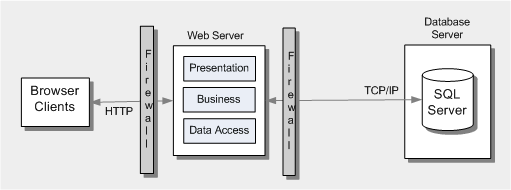 Web Server
Database
Server
Firewall
Firewall
Presentation
Business
Data Access
Browser
Clients
HTTP
TCP/IP
SQL
Server